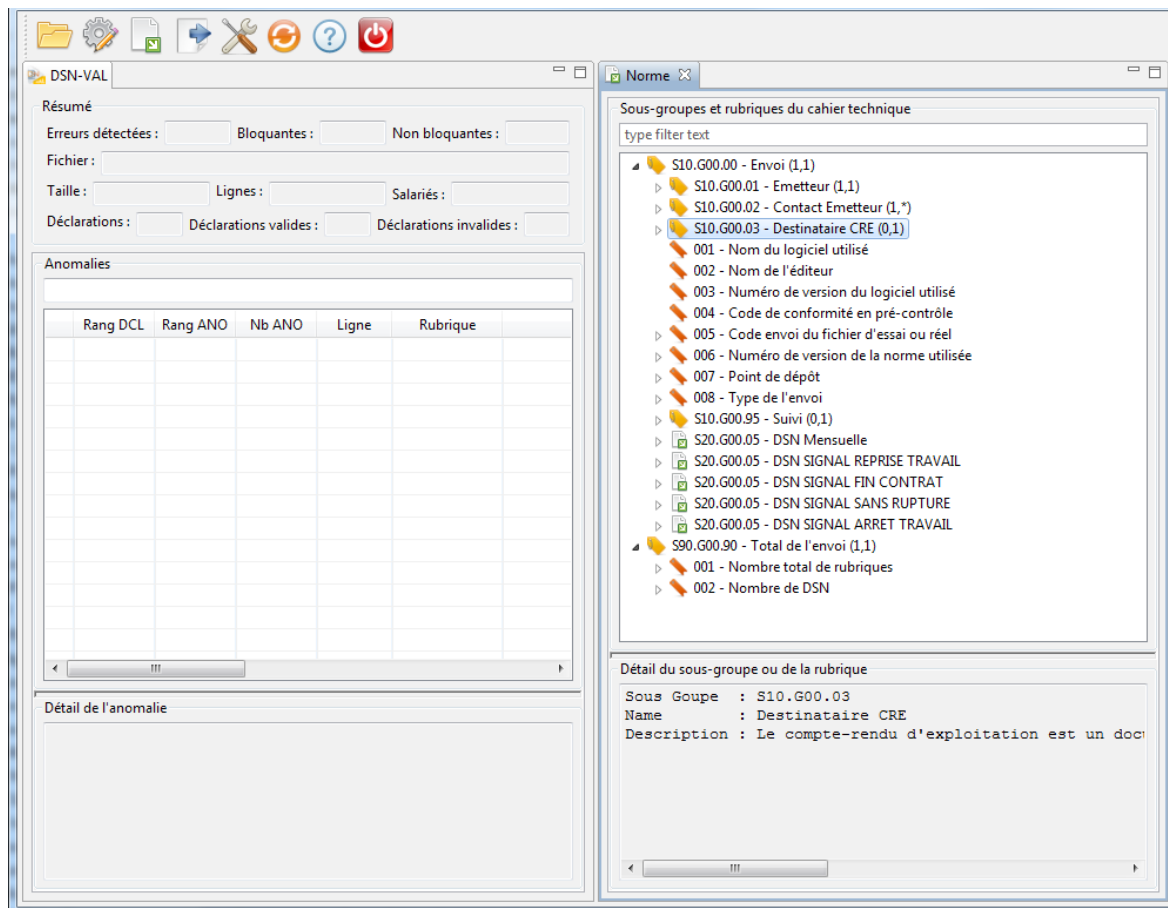 DSN-VAL
Résumé
Erreurs détectées :
Bloquantes :
Non bloquantes :
Fichier :
Taille :
Lignes :
Salariés :
Déclarations :
Déclarations valides :
Déclarations invalides :
Anomalies
Rang DCL
Rang ANO
Nb ANO
Ligne
Rubrique
Détail de l'anomalie
Norme
Sous-groupes et rubriques du cahier technique
type filter text
S10.G00.00 - Envoi (1,1)
S10.G00.01 - Emetteur (1,1)
S10.G00.02 - Contact Emetteur (1,*)
S10.G00.03 - Destinataire CRE (0,1)
001 - Nom du logiciel utilisé
002 - Nom de l'éditeur
003 - Numéro de version du logiciel utilisé
004 - Code de conformité en pré-contrôle
005 - Code envoi du fichier d'essai ou réel
006 - Numéro de version de la norme utilisée
007 - Point de dépôt
008 - Type de l'envoi
S10.G00.95 - Suivi (0,1)
S20.G00.05 - DSN Mensuelle
S20.G00.05 - DSN SIGNAL REPRISE TRAVAIL
S20.G00.05 - DSN SIGNAL FIN CONTRAT
S20.G00.05 - DSN SIGNAL SANS RUPTURE
S20.G00.05 - DSN SIGNAL ARRET TRAVAIL
S90.G00.90 - Total de l'envoi (1,1)
001 - Nombre total de rubriques
002 - Nombre de DSN
Détail du sous-groupe ou de la rubrique
Sous Goupe : S10.G00.03
Name : Destinataire CRE
Description : Le compte-rendu d'exploitation est un